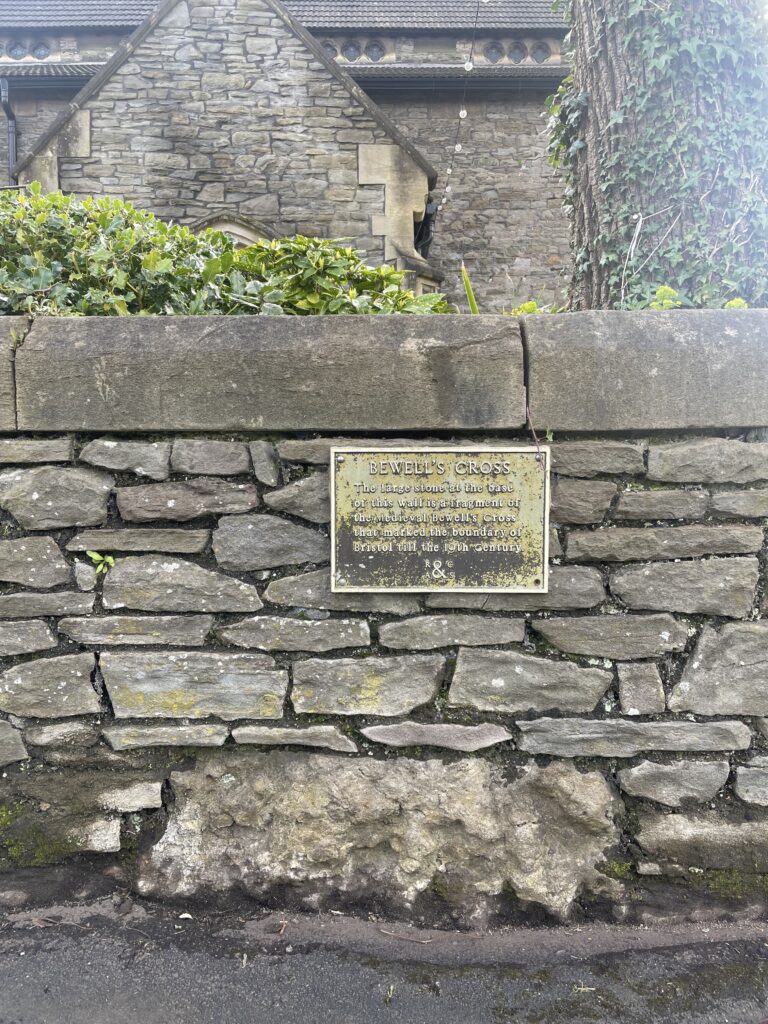 BEWELL'S CROSS
The large stone at the base
of this wall is a fragment of
the medieval Bewell's Cross
that marked the boundary of
Bristol till the 19th Century
R & C